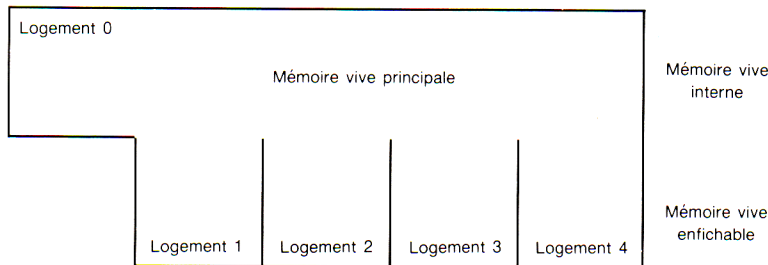 Logement 0
Mémoire vive principale
Mémoire vive
interne
Mémoire vive
enfichable
Logement 1
Logement 2
Logement 3
Logement 4